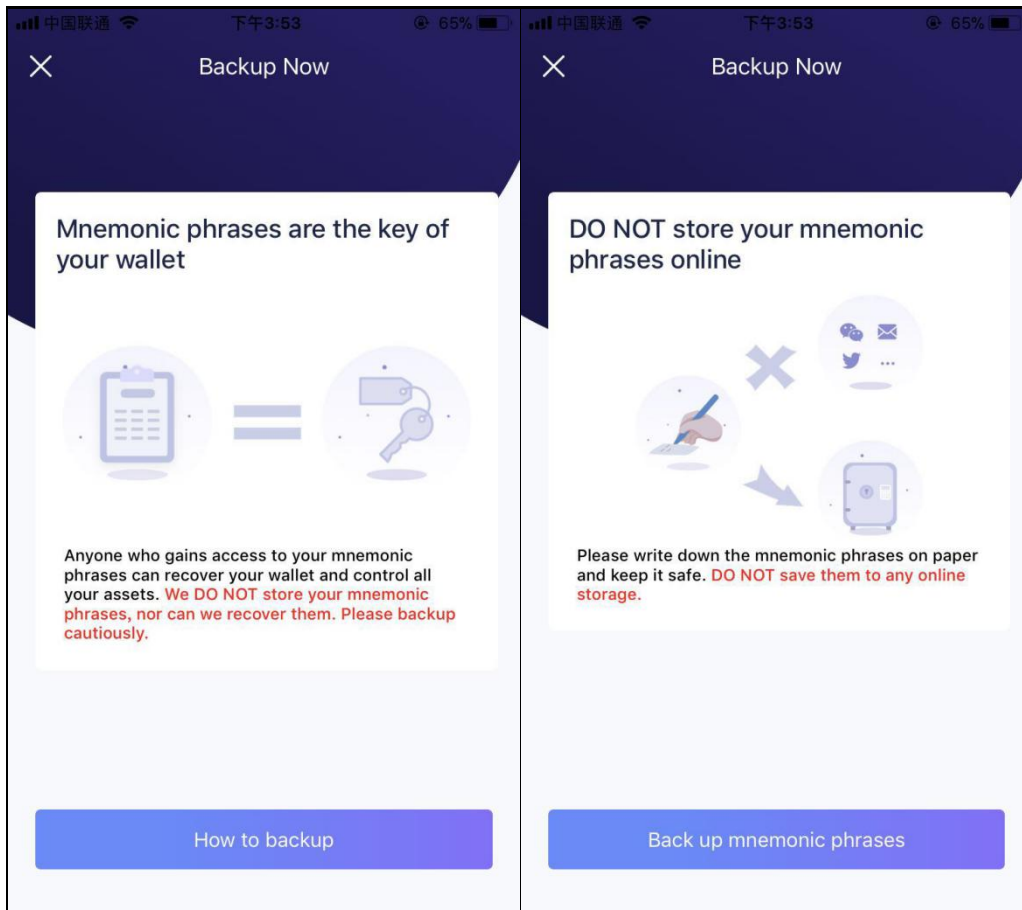 中国联通 下午3:53 65%
Backup Now
Mnemonic phrases are the key of
your wallet
Anyone who gains access to your mnemonic
phrases can recover your wallet and control all
your assets. We DO NOT store your mnemonic
phrases, nor can we recover them. Please backup
cautiously.
How to backup
中国联通 下午3:53 65%
Backup Now
DO NOT store your mnemonic
phrases online
Please write down the mnemonic phrases on paper
and keep it safe. DO NOT save them to any online
storage.
Back up mnemonic phrases